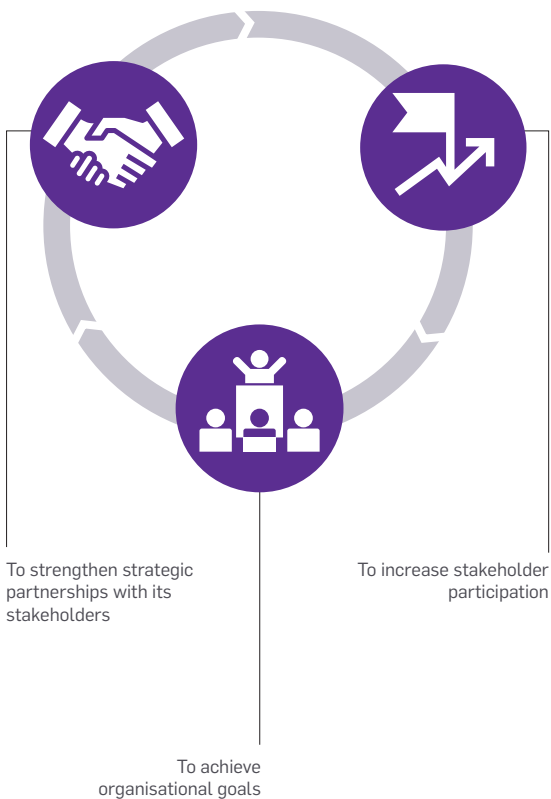 To strengthen strategic
partnerships with its
stakeholders
To increase stakeholder
participation
To achieve
organisational goals